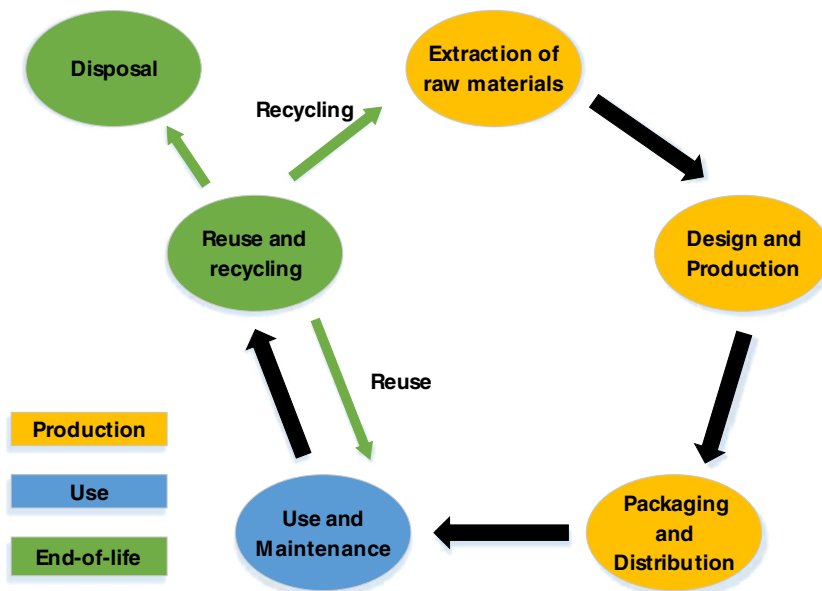 Disposal
Extraction of
raw materials
Recycling
Reuse and
recycling
Design and
Production
Reuse
Production
Use
End-of-life
Use and
Maintenance
Packaging
and
Distribution